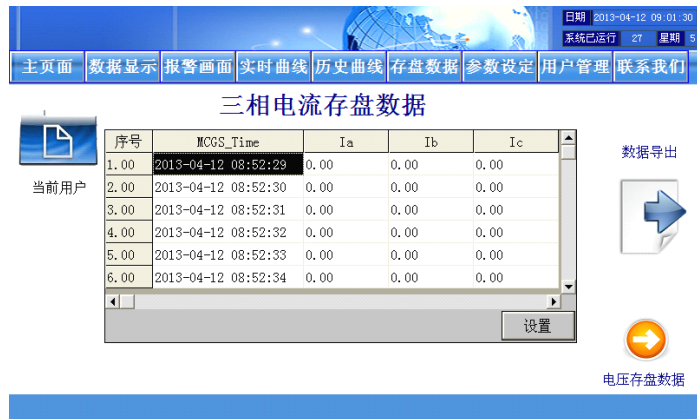 日期 2013-04-12 09:01:30
系统已运行 27 星期 5
主页面 数据显示 报警画面 实时曲线 历史曲线 存盘数据 参数设定 用户管理 联系我们
三相电流存盘数据
当前用户
序号 MCGS_Time Ia Ib Ic
1.00 2013-04-12 08:52:29 0.00 0.00 0.00
2.00 2013-04-12 08:52:30 0.00 0.00 0.00
3.00 2013-04-12 08:52:31 0.00 0.00 0.00
4.00 2013-04-12 08:52:32 0.00 0.00 0.00
5.00 2013-04-12 08:52:33 0.00 0.00 0.00
6.00 2013-04-12 08:52:34 0.00 0.00 0.00
设置
数据导出
电压存盘数据